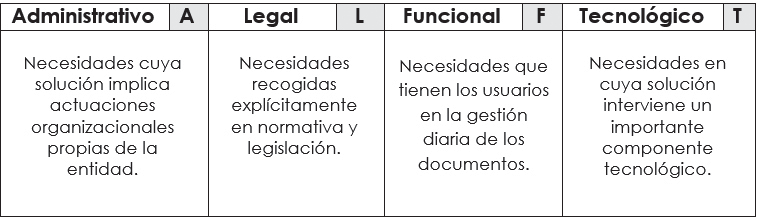 Administrativo A Legal L Funcional F Tecnológico T
Necesidades cuya
solución implica
actuaciones
organizacionales
propias de la
entidad.
Necesidades
recogidas
explícitamente
en normativa y
legislación.
Necesidades que
tienen los usuarios
en la gestión
diaria de los
documentos.
Necesidades en
cuya solución
interviene un
importante
componente
tecnológico.